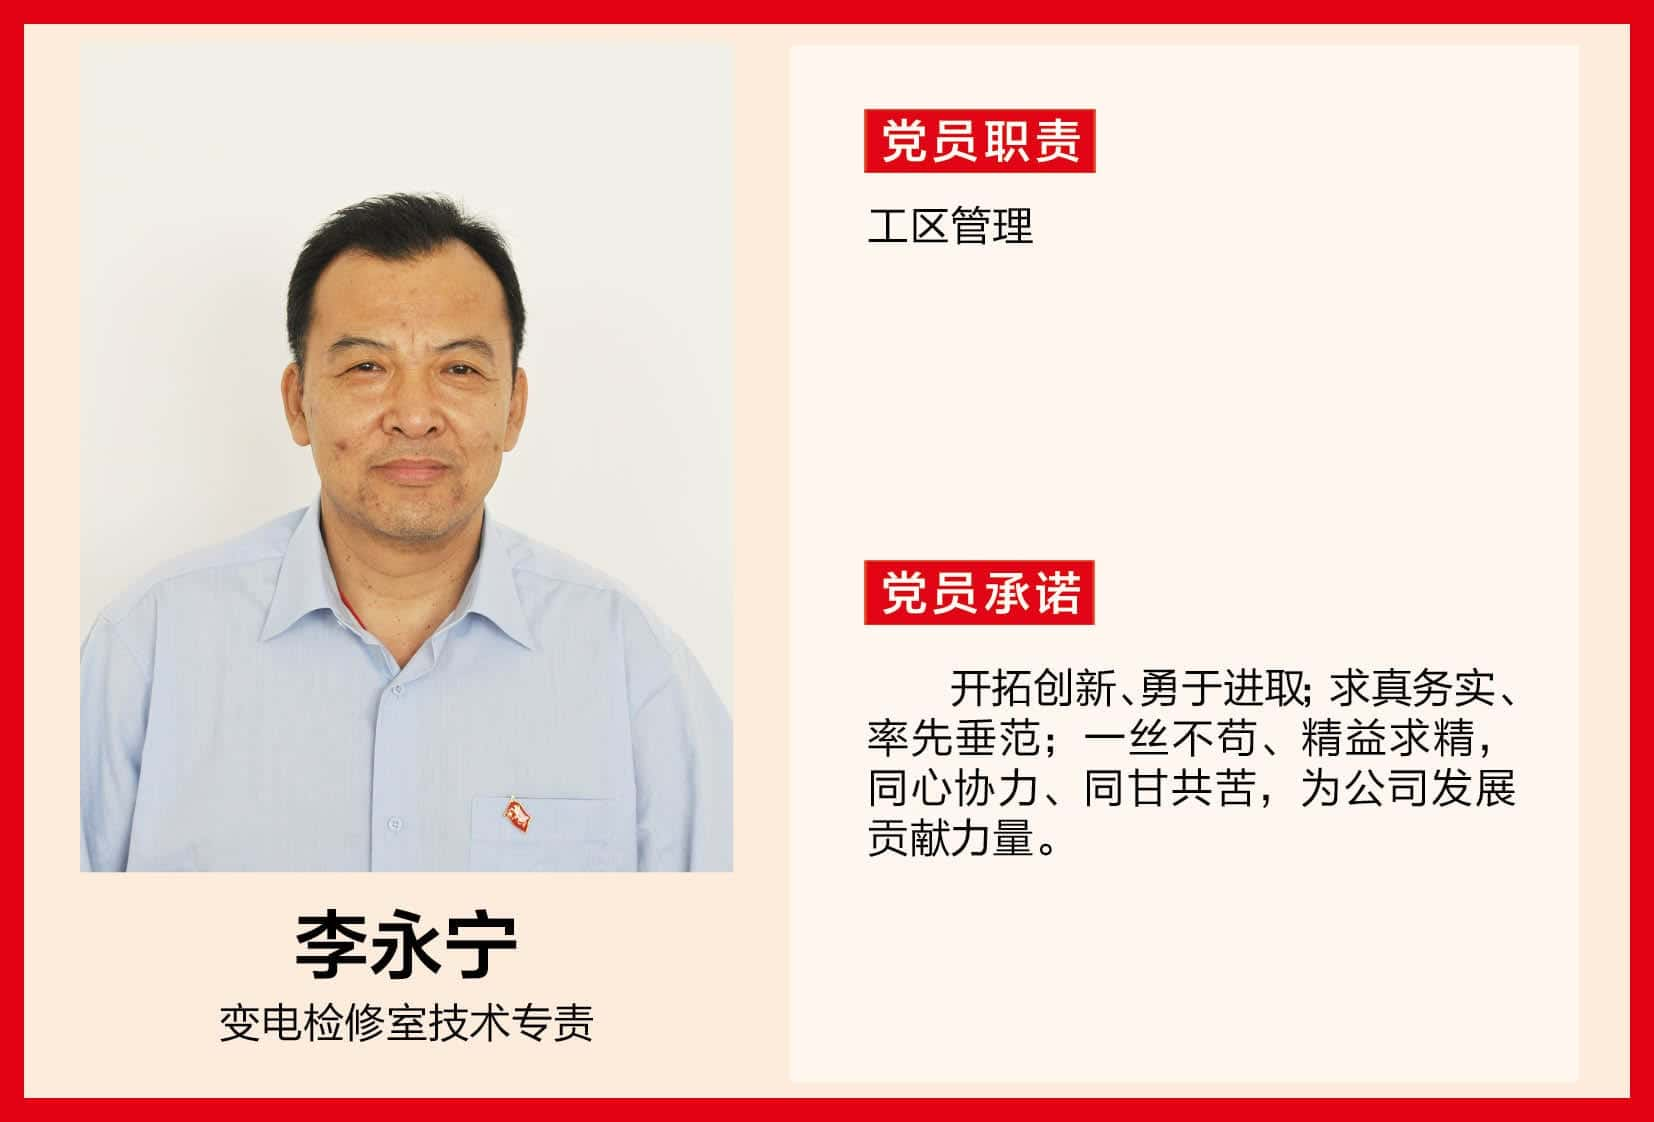 李永宁
变电检修室技术专责
党员职责
工区管理
党员承诺
开拓创新、勇于进取；求真务实、
率先垂范；一丝不苟、精益求精，
同心协力、同甘共苦，为公司发展
贡献力量。